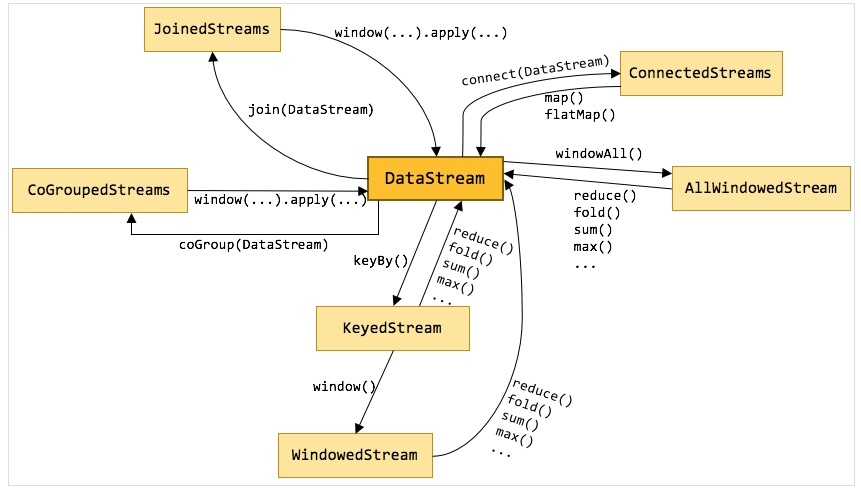 JoinedStreams
window(...).apply(...)
join(DataStream)
connect(DataStream)
ConnectedStreams
map()
flatMap()
DataStream
windowAll()
AllWindowedStream
reduce()
fold()
sum()
max()
...
CoGroupedStreams
window(...).apply(...)
coGroup(DataStream)
keyBy()
reduce()
fold()
sum()
max()
...
KeyedStream
window()
reduce()
fold()
sum()
max()
...
WindowedStream